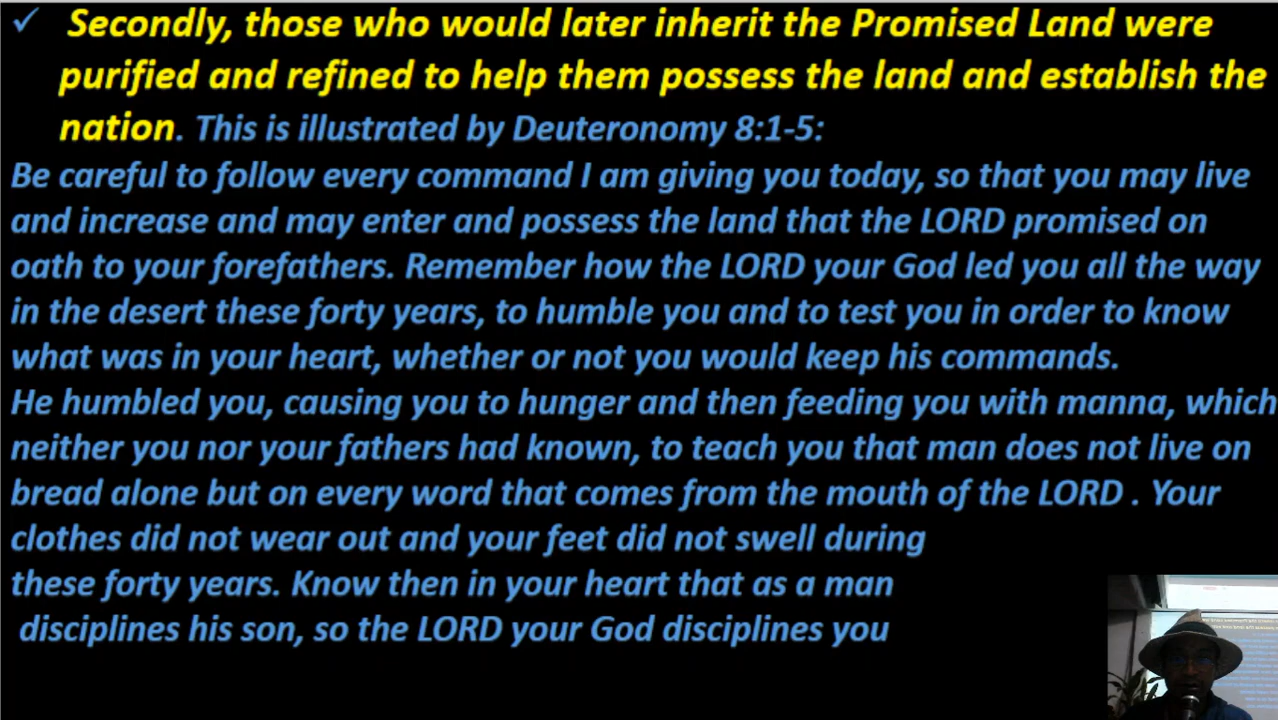 ✓ Secondly, those who would later inherit the Promised Land were
purified and refined to help them possess the land and establish the
nation. This is illustrated by Deuteronomy 8:1-5:
Be careful to follow every command I am giving you today, so that you may live
and increase and may enter and possess the land that the LORD promised on
oath to your forefathers. Remember how the LORD your God led you all the way
in the desert these forty years, to humble you and to test you in order to know
what was in your heart, whether or not you would keep his commands.
He humbled you, causing you to hunger and then feeding you with manna, which
neither you nor your fathers had known, to teach you that man does not live on
bread alone but on every word that comes from the mouth of the LORD . Your
clothes did not wear out and your feet did not swell during
these forty years. Know then in your heart that as a man
disciplines his son, so the LORD your God disciplines you